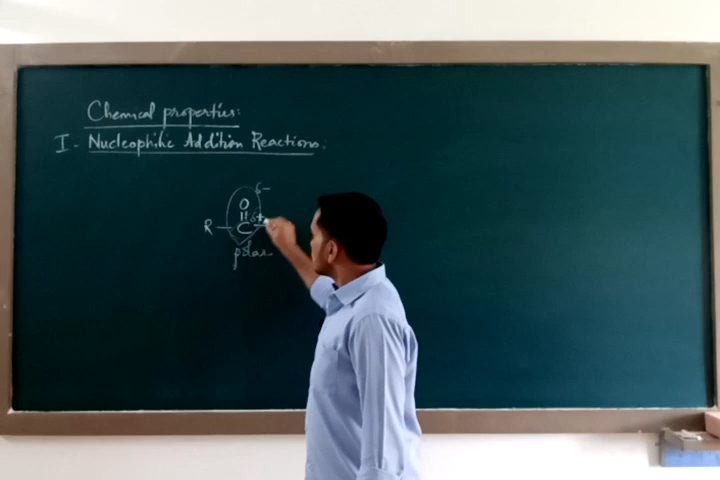 Chemical properties:
I - Nucleophilic Addition Reactions:
δ-
O
||
δ+
R - C -
polar